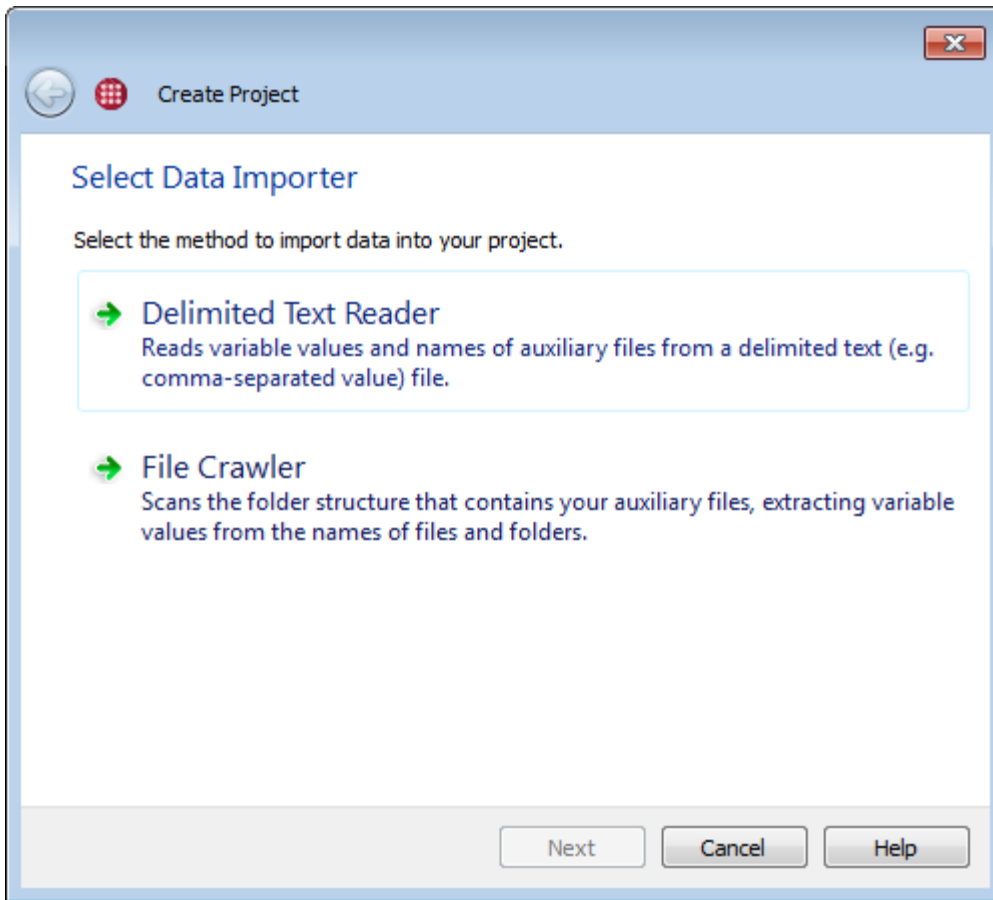 Create Project
Select Data Importer
Select the method to import data into your project.
Delimited Text Reader
Reads variable values and names of auxiliary files from a delimited text (e.g.
comma-separated value) file.
File Crawler
Scans the folder structure that contains your auxiliary files, extracting variable
values from the names of files and folders.
Next Cancel Help